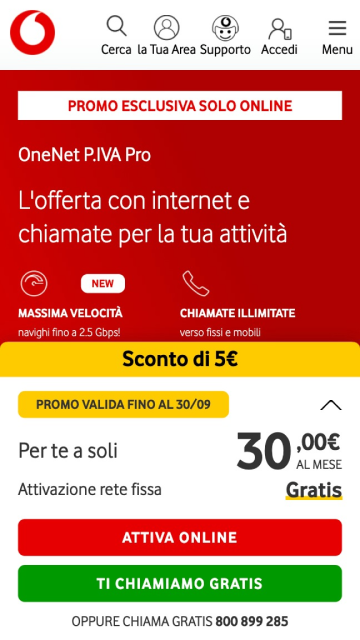 Cerca la Tua Area Supporto Accedi Menu
PROMO ESCLUSIVA SOLO ONLINE
OneNet P.IVA Pro
L'offerta con internet e
chiamate per la tua attività
NEW
MASSIMA VELOCITÀ
navighi fino a 2.5 Gbps!
CHIAMATE ILLIMITATE
verso fissi e mobili
Sconto di 5€
PROMO VALIDA FINO AL 30/09
Per te a soli 30,00€
AL MESE
Attivazione rete fissa Gratis
ATTIVA ONLINE
TI CHIAMIAMO GRATIS
OPPURE CHIAMA GRATIS 800 899 285